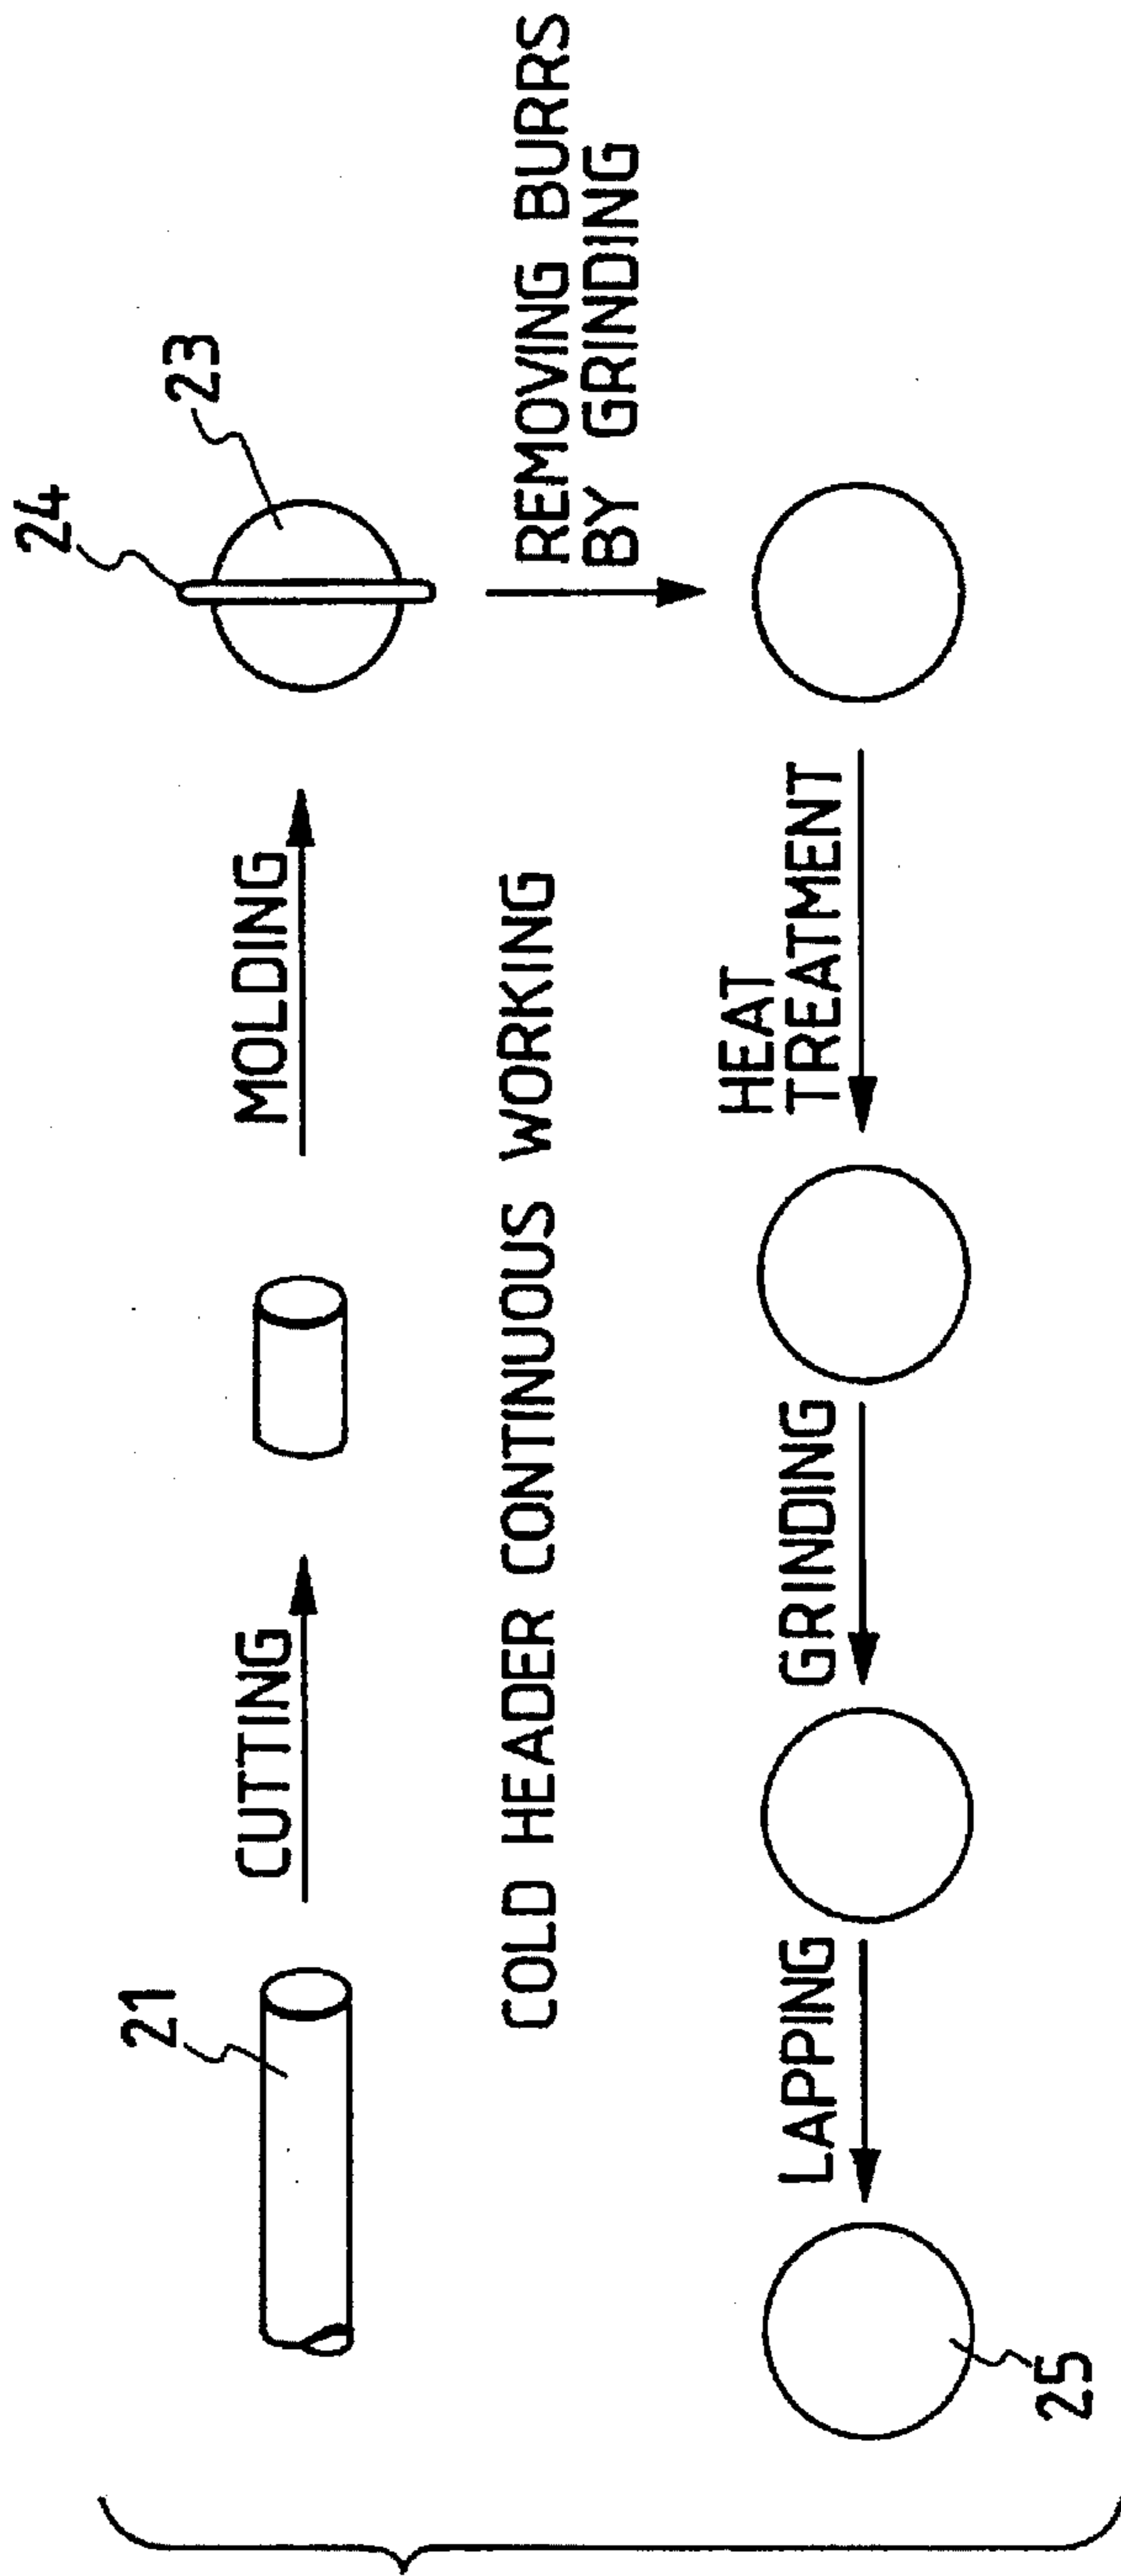 21
CUTTING
MOLDING
24
23
COLD HEADER CONTINUOUS WORKING
REMOVING BURRS
BY GRINDING
HEAT
TREATMENT
GRINDING
LAPPING
25